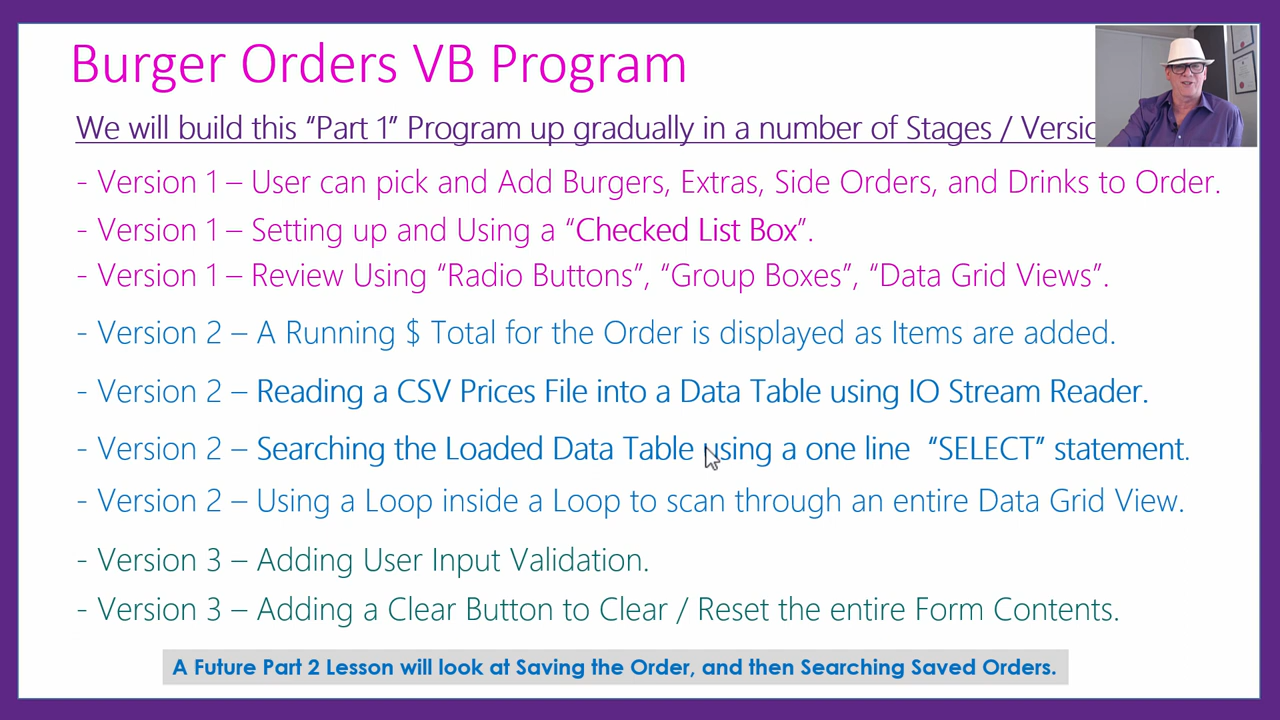 Burger Orders VB Program
We will build this “Part 1” Program up gradually in a number of Stages /
- Version 1 – User can pick and Add Burgers, Extras, Side Orders, and Drinks to Order.
- Version 1 – Setting up and Using a “Checked List Box”.
- Version 1 – Review Using “Radio Buttons”, “Group Boxes”, “Data Grid Views”.
- Version 2 – A Running $ Total for the Order is displayed as Items are added.
- Version 2 – Reading a CSV Prices File into a Data Table using IO Stream Reader.
- Version 2 – Searching the Loaded Data Table using a one line “SELECT” statement.
- Version 2 – Using a Loop inside a Loop to scan through an entire Data Grid View.
- Version 3 – Adding User Input Validation.
- Version 3 – Adding a Clear Button to Clear / Reset the entire Form Contents.
A Future Part 2 Lesson will look at Saving the Order, and then Searching Saved Orders.